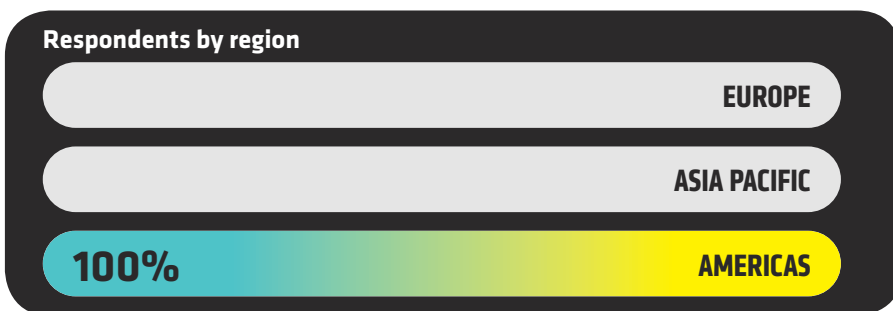 Respondents by region
EUROPE
ASIA PACIFIC
100% AMERICAS